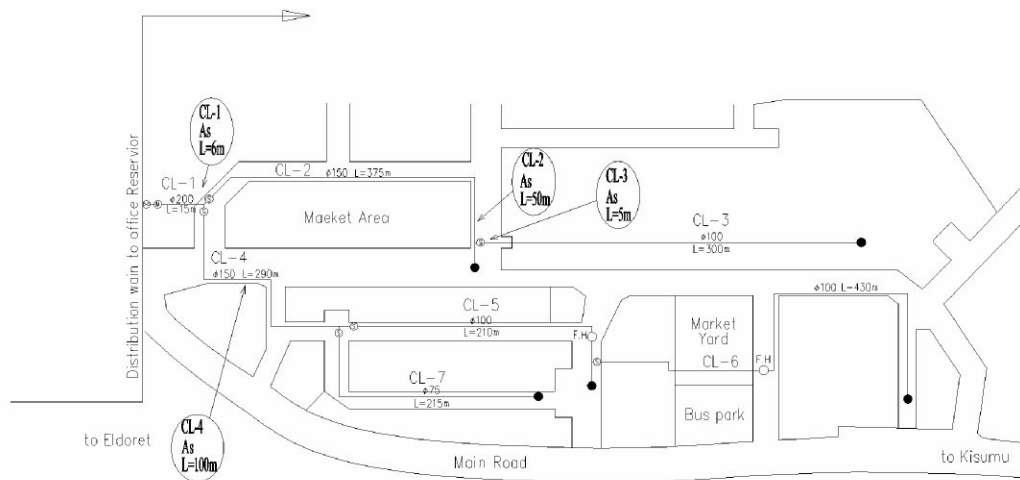 CL-1
As
L=6m
CL-1
φ200
L=15m
CL-2
φ150 L=375m
CL-2
As
L=50m
CL-3
As
L=5m
Maeket Area
CL-3
φ100
L=300m
CL-4
φ150 L=290m
φ100 L-430m
CL-5
φ100
L=210m
F.H
Market
Yard
CL-6
F.H
CL-7
φ75
L=215m
Bus park
Distribution wain to office Reservior
to Eldoret
CL-4
As
L=100m
Main Road
to Kisumu